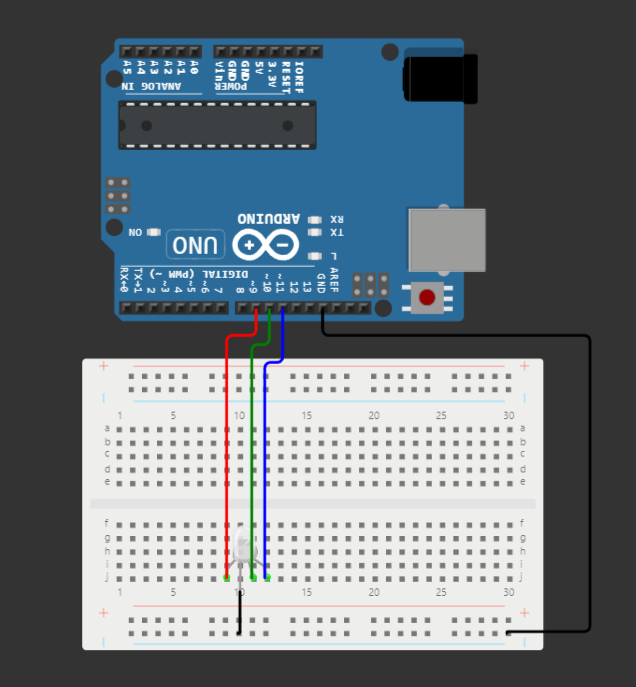 A5 A4 A3 A2 A1 A0 Vin GND GND 5V 3.3V RESET IOREF
ANALOG IN POWER
ARDUINO
RX
TX
ON
UNO
L
DIGITAL (PWM ~)
RX←0 TX→1 2 ~3 4 ~5 ~6 7 8 ~9 ~10 ~11 12 13 GND AREF
+ +
− +
| |
1 5 10 15 20 25 30
a a
b b
c c
d d
e e
f f
g g
h h
i i
j j
1 5 10 15 20 25 30
+ +
| |